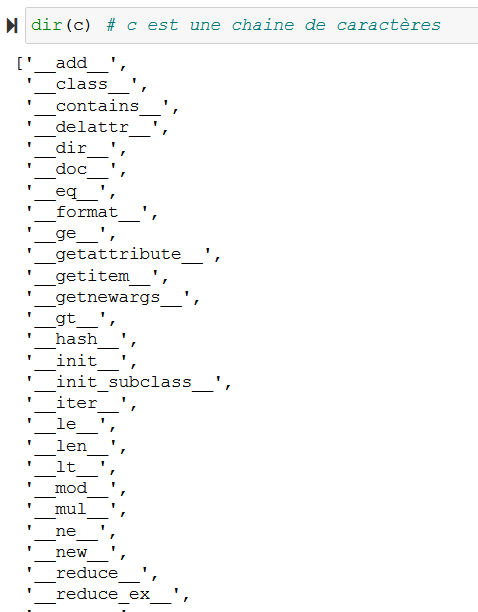 dir(c) # c est une chaine de caractères
['__add__',
'__class__',
'__contains__',
'__delattr__',
'__dir__',
'__doc__',
'__eq__',
'__format__',
'__ge__',
'__getattribute__',
'__getitem__',
'__getnewargs__',
'__gt__',
'__hash__',
'__init__',
'__init_subclass__',
'__iter__',
'__le__',
'__len__',
'__lt__',
'__mod__',
'__mul__',
'__ne__',
'__new__',
'__reduce__',
'__reduce_ex__',